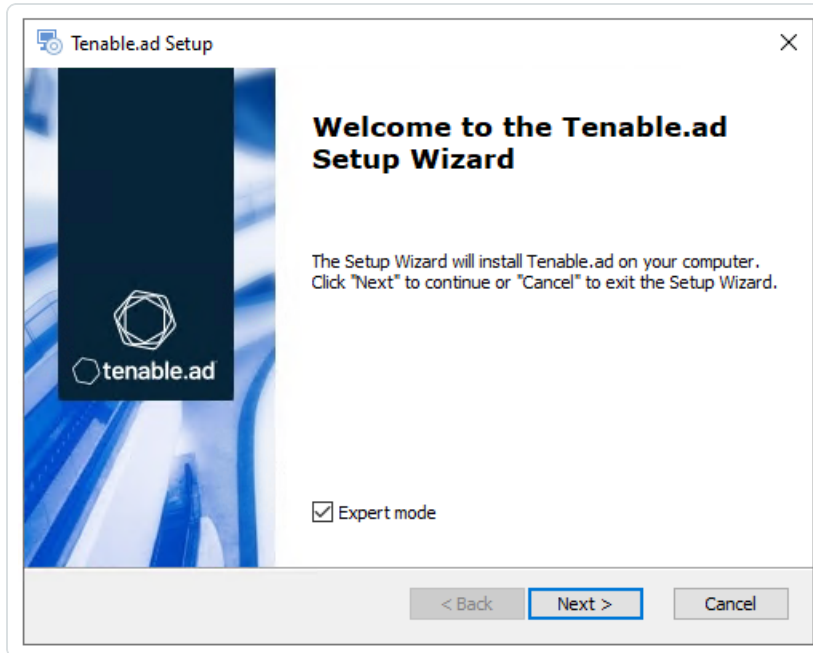 Tenable.ad Setup
Welcome to the Tenable.ad
Setup Wizard
The Setup Wizard will install Tenable.ad on your computer.
Click "Next" to continue or "Cancel" to exit the Setup Wizard.
tenable.ad
Expert mode
< Back Next > Cancel